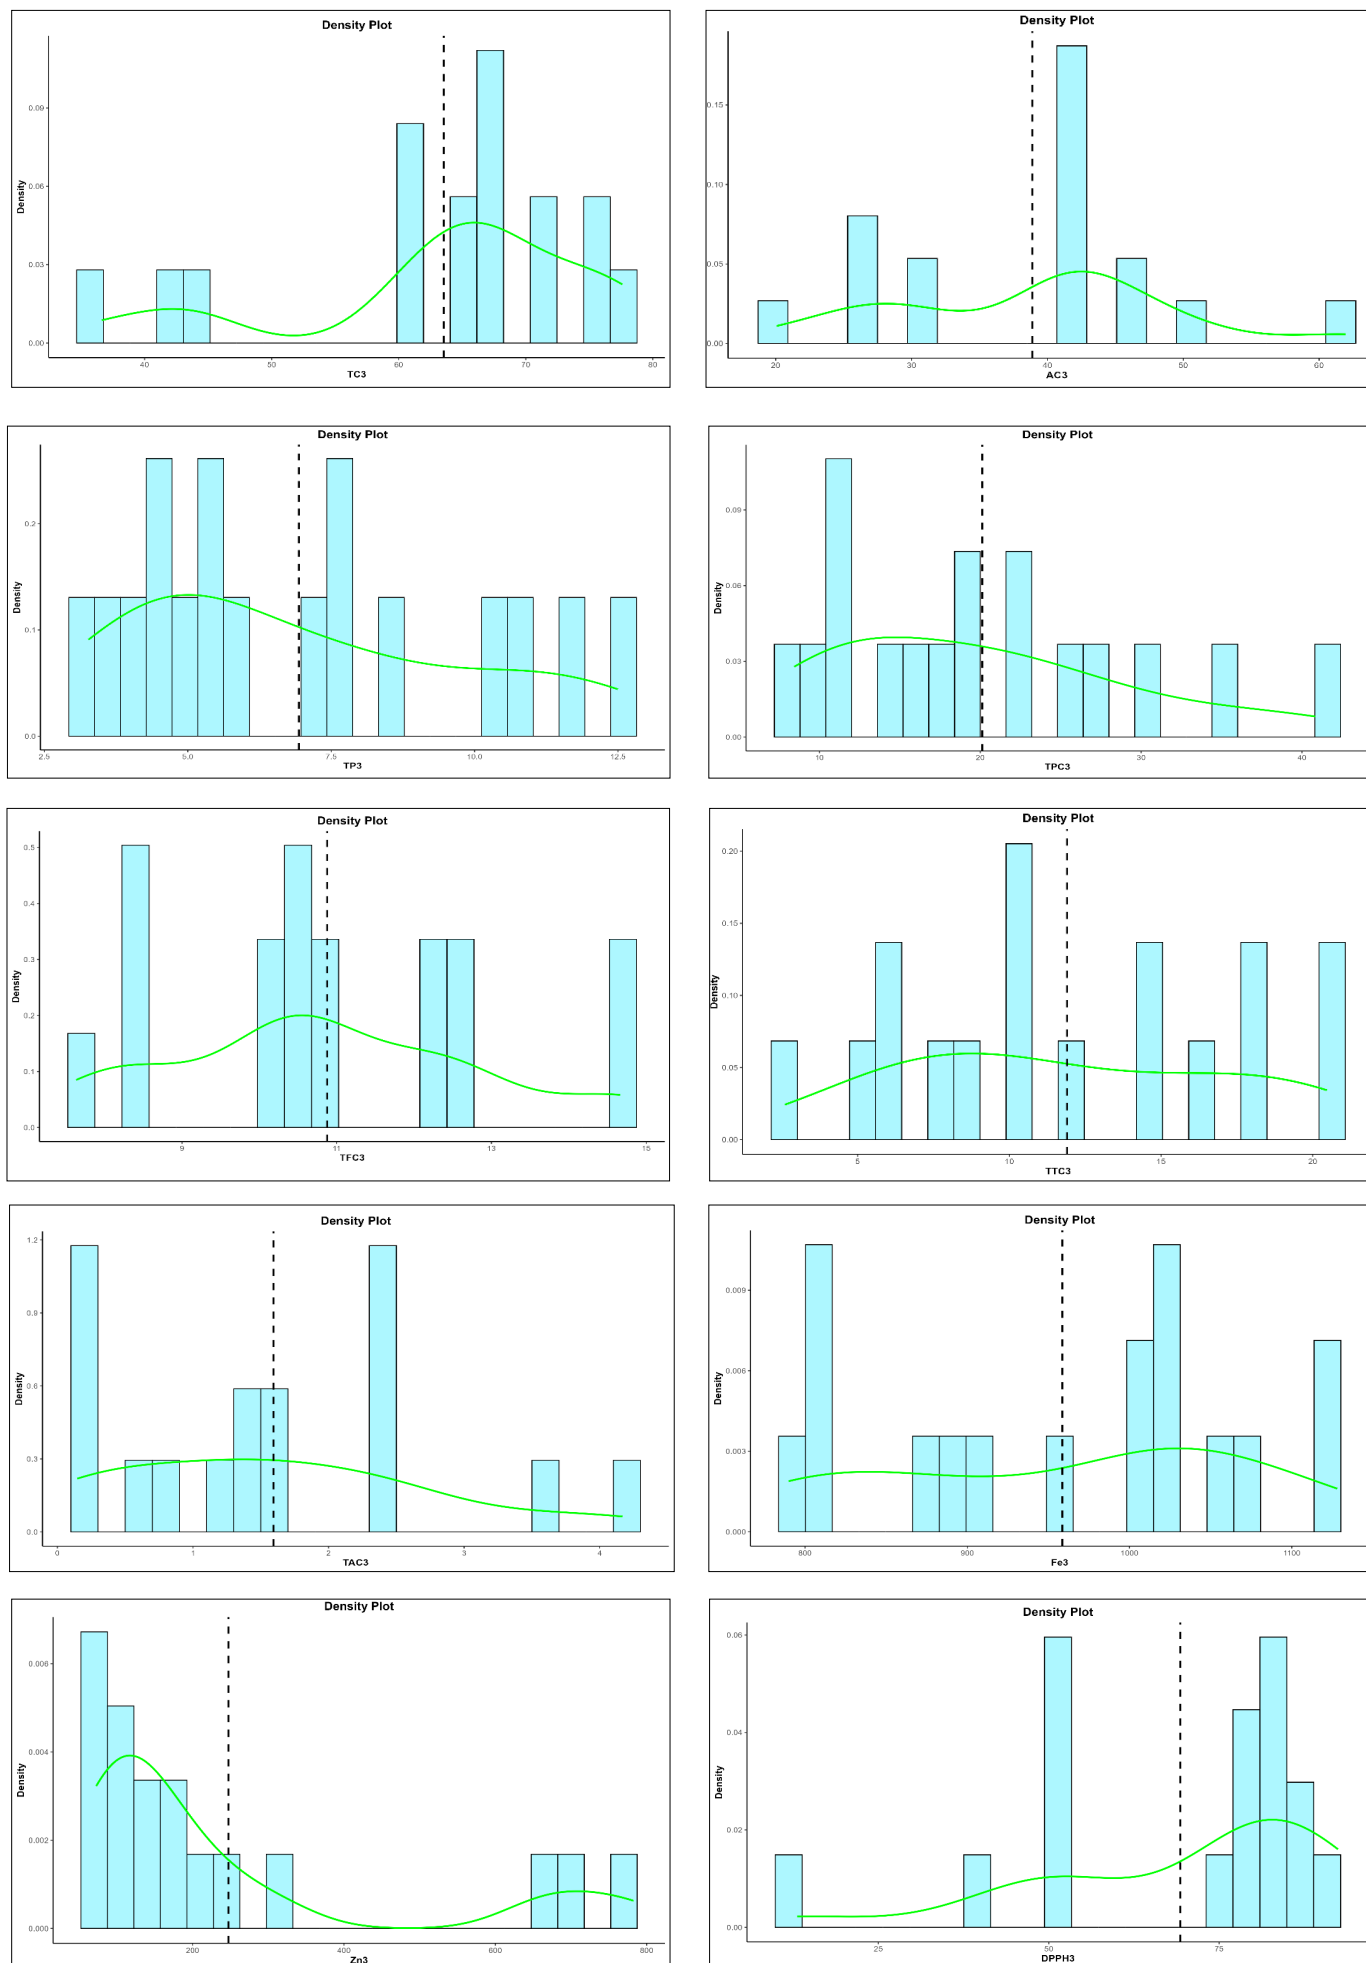 Density Plot
Density
0.09
0.06
0.03
0.00
40 50 60 70 80
TC3
Density Plot
0.15
0.10
0.05
0.00
20 30 40 50 60
AC3
Density Plot
Density
0.2
0.1
0.0
2.5 5.0 7.5 10.0 12.5
TP3
Density Plot
Density
0.09
0.06
0.03
0.00
10 20 30 40
TPC3
Density Plot
Density
0.5
0.4
0.3
0.2
0.1
0.0
9 11 13 15
TFC3
Density Plot
Density
0.20
0.15
0.10
0.05
0.00
5 10 15 20
TTC3
Density Plot
Density
1.2
0.9
0.6
0.3
0.0
0 1 2 3 4
TAC3
Density Plot
Density
0.009
0.006
0.003
0.000
800 900 1000 1100
Fe3
Density Plot
Density
0.006
0.004
0.002
0.000
200 400 600 800
Zn3
Density Plot
Density
0.06
0.04
0.02
0.00
25 50 75
DPPH3